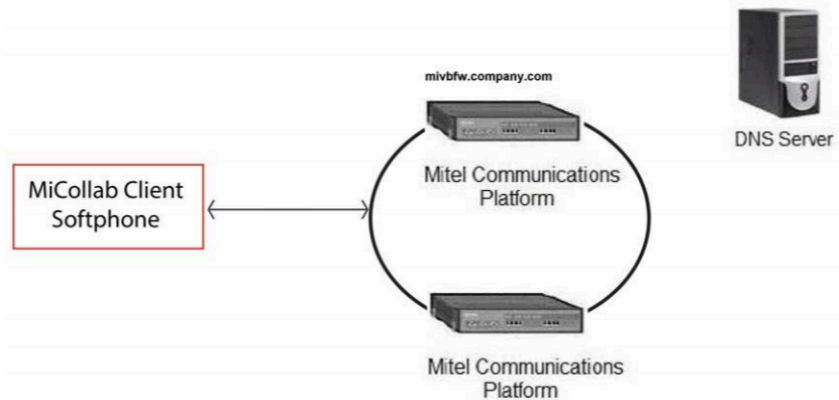 mivbfw.company.com
DNS Server
Mitel Communications
Platform
MiCollab Client
Softphone
Mitel Communications
Platform